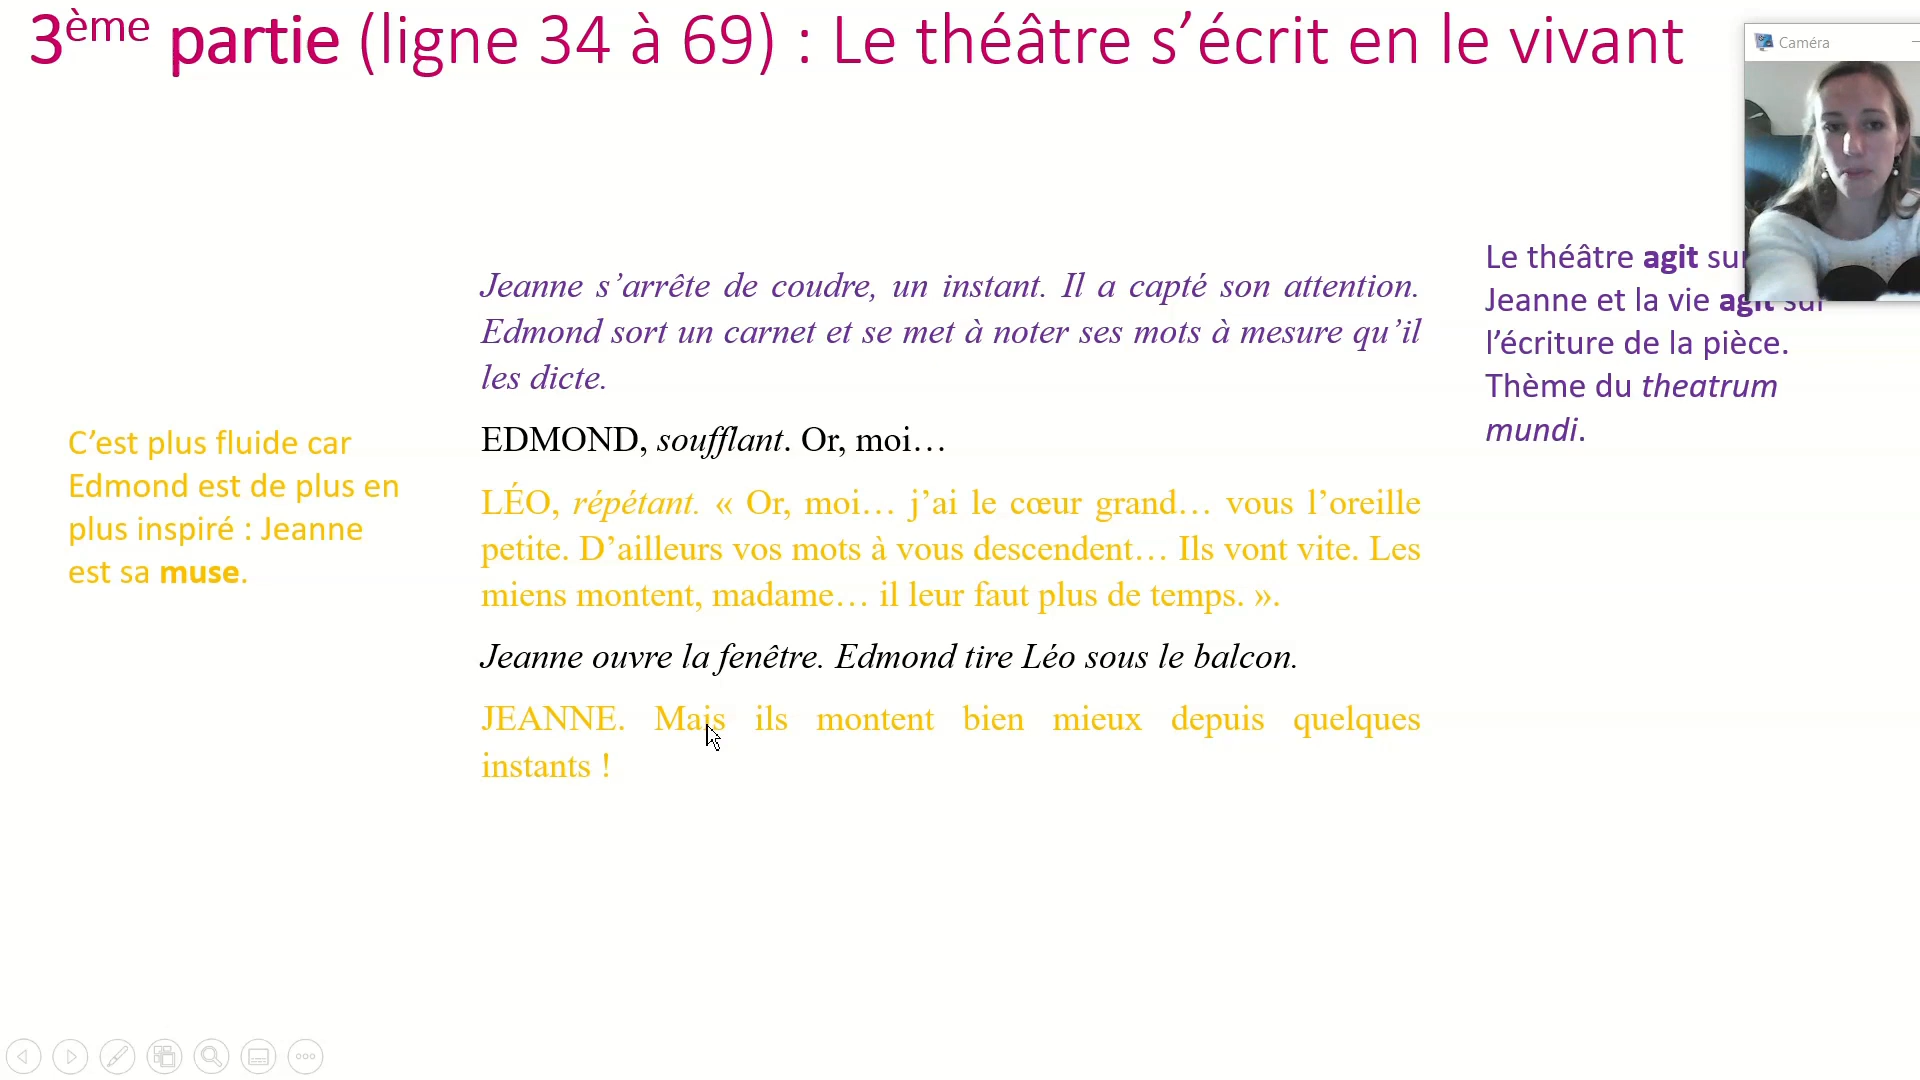 3ème partie (ligne 34 à 69) : Le théâtre s’écrit en le vivant
Caméra
Le théâtre agit sur
Jeanne et la vie agit sur
l’écriture de la pièce.
Thème du theatrum
mundi.
Jeanne s’arrête de coudre, un instant. Il a capté son attention.
Edmond sort un carnet et se met à noter ses mots à mesure qu’il
les dicte.
EDMOND, soufflant. Or, moi…
C’est plus fluide car
Edmond est de plus en
plus inspiré : Jeanne
est sa muse.
LÉO, répétant. « Or, moi… j’ai le cœur grand… vous l’oreille
petite. D’ailleurs vos mots à vous descendent… Ils vont vite. Les
miens montent, madame… il leur faut plus de temps. ».
Jeanne ouvre la fenêtre. Edmond tire Léo sous le balcon.
JEANNE. Mais ils montent bien mieux depuis quelques
instants !